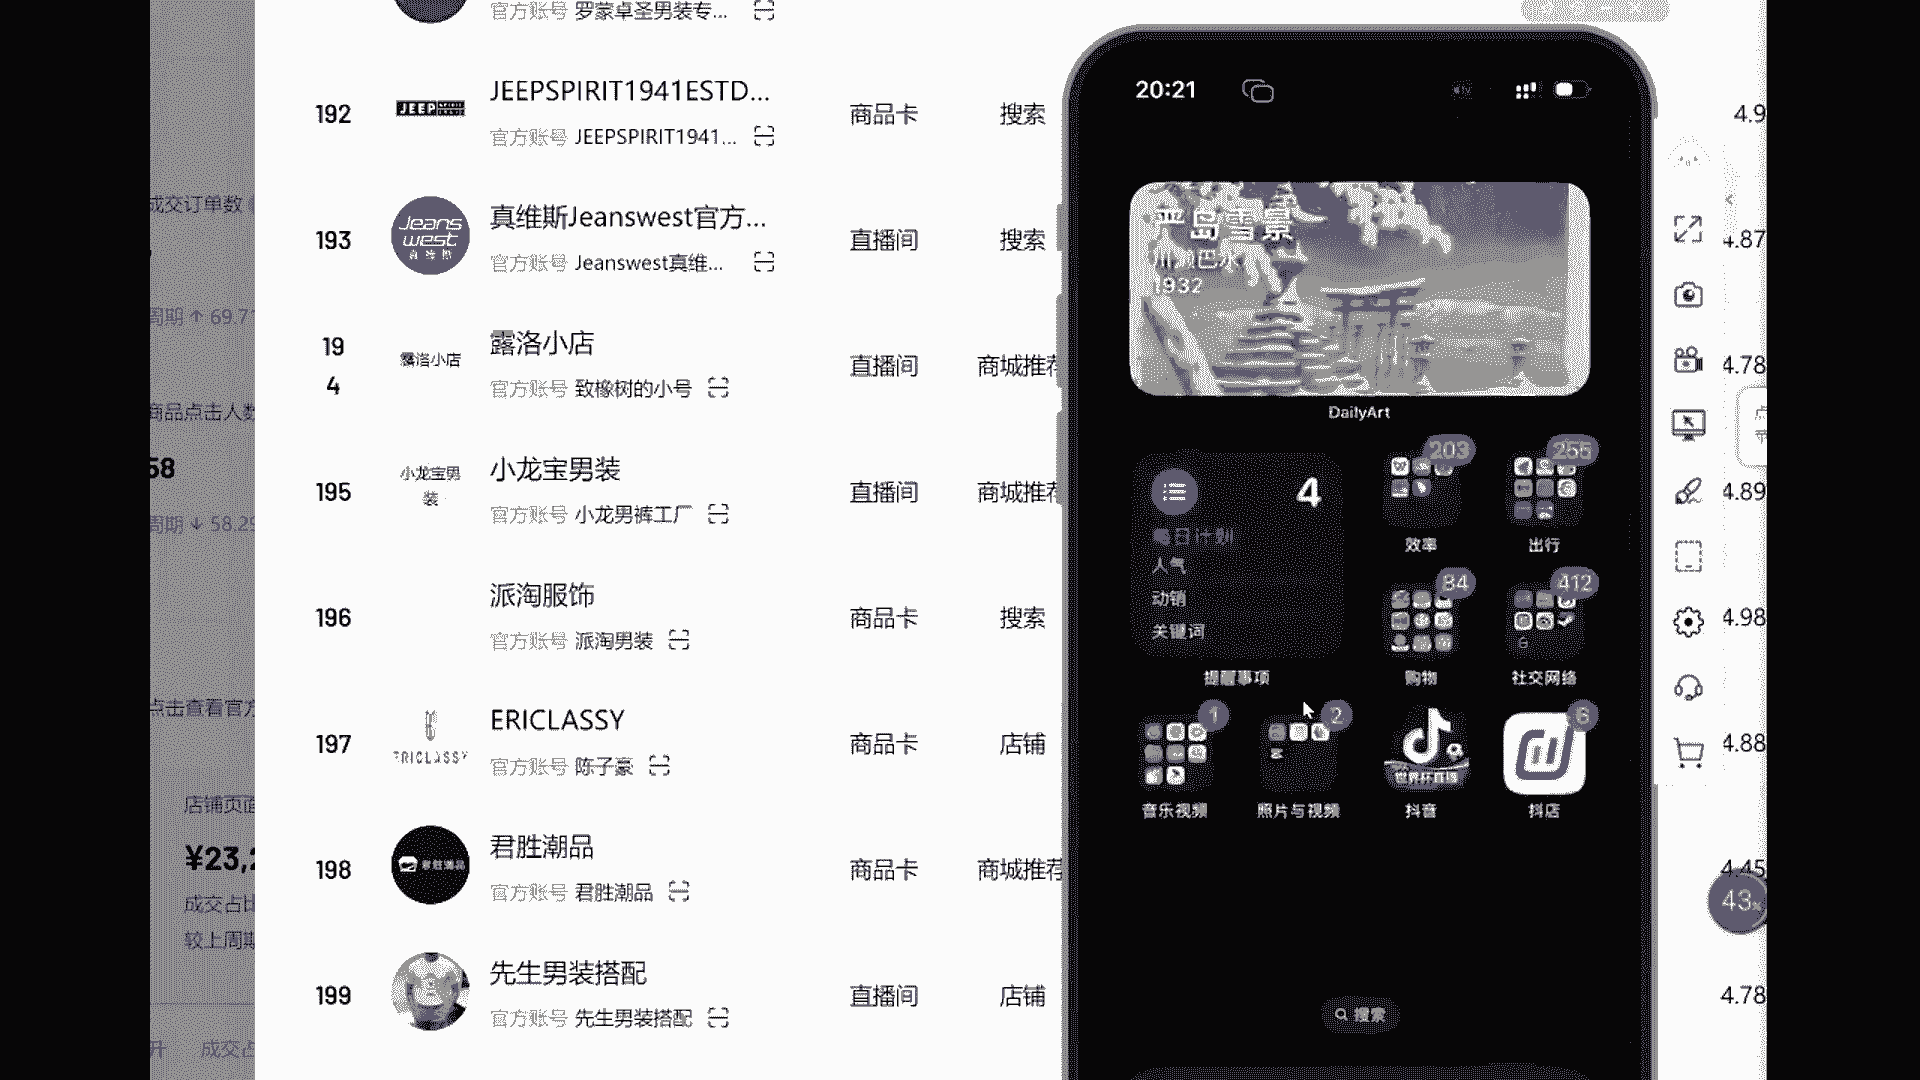 官方账号 罗蒙卓圣男装专...
192
JEEP
JEEPSPIRIT1941ESTD...
官方账号 JEEPSPIRIT1941...
商品卡
搜索
4.9
193
Jeans
west
真维斯
真维斯Jeanswest官方...
官方账号 Jeanswest真维...
直播间
搜索
4.87
19
4
露洛小店
露洛小店
官方账号 致橡树的小号
直播间
商城推荐
4.78
195
小龙宝男
装
小龙宝男装
官方账号 小龙男裤工厂
直播间
商城推荐
4.89
196
派淘服饰
官方账号 派淘男装
商品卡
搜索
4.98
197
ERICLASSY
ERICLASSY
官方账号 陈子豪
商品卡
店铺
4.88
198
君胜潮品
君胜潮品
官方账号 君胜潮品
商品卡
商城推荐
4.45
199
先生男装搭配
官方账号 先生男装搭配
直播间
店铺
4.78
成交订单数
周期 ↑ 69.7
商品点击人数
58
周期 ↓ 58.29
点击查看官方
店铺页面
¥23,2
成交占比
较上周期
升 成交占
20:21
严岛雪景
川川巴水
1932
DailyArt
4
每日计划
人气
动销
关键词
提醒事项
203
效率
255
出行
84
购物
412
社交网络
1
音乐视频
2
照片与视频
世界杯直播
抖音
6
抖店
搜索
43%